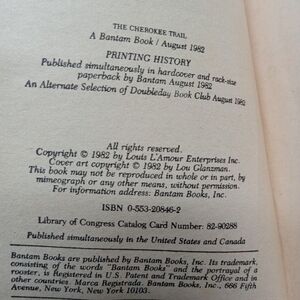 THE CHEROKEE TRAIL
A Bantam Book / August 1982
PRINTING HISTORY
Published simultaneously in hardcover and rack-size
paperback by Bantam August 1982
An Alternate Selection of Doubleday Book Club August 1982
All rights reserved.
Copyright © 1982 by Louis L'Amour Enterprises Inc.
Cover art copyright © 1982 by Lou Glanzman.
This book may not be reproduced in whole or in part, by
mimeograph or any other means, without permission.
For information address: Bantam Books, Inc.
ISBN 0-553-20846-2
Library of Congress Catalog Card Number: 82-90288
Published simultaneously in the United States and Canada
Bantam Books are published by Bantam Books, Inc. Its trademark,
consisting of the words "Bantam Books" and the portrayal of a
rooster, is Registered in U.S. Patent and Trademark Office and in
other countries. Marca Registrada. Bantam Books, Inc., 666 Fifth
Avenue, New York, New York 10103.